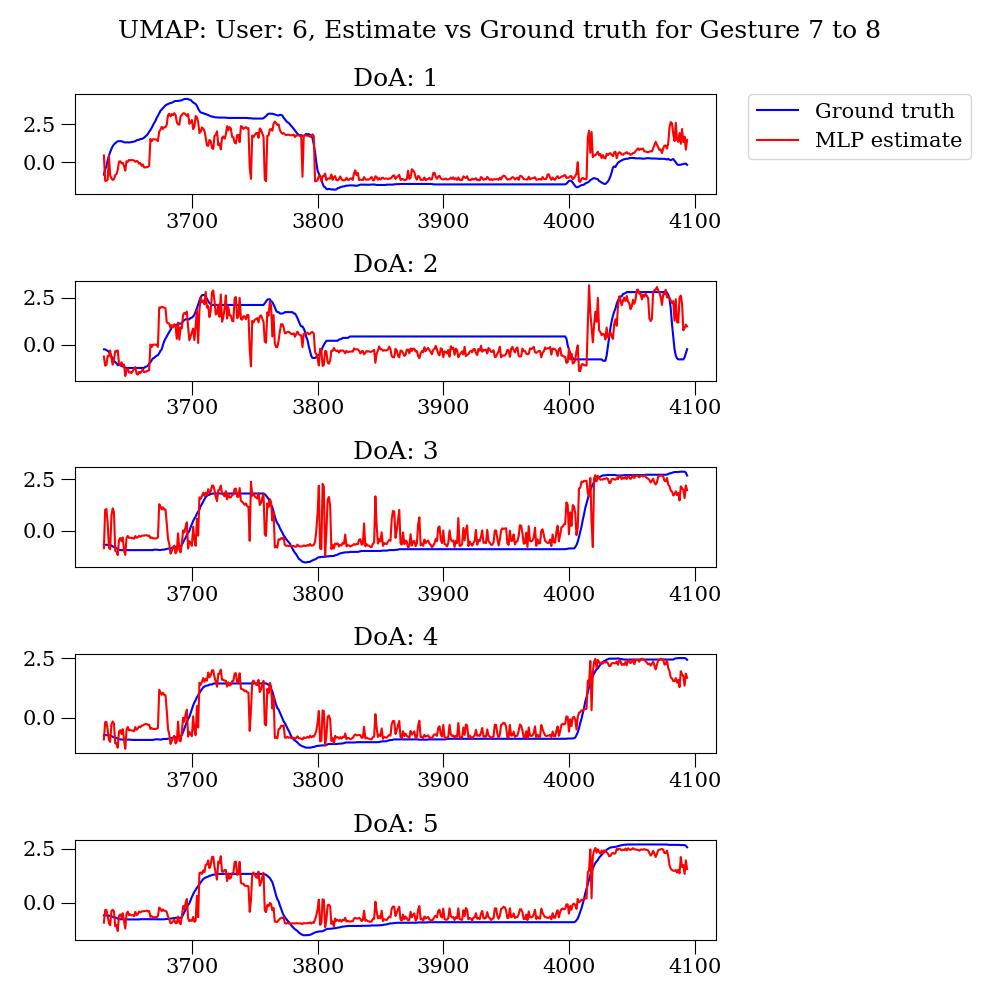 UMAP: User: 6, Estimate vs Ground truth for Gesture 7 to 8
DoA: 1
Ground truth
MLP estimate
2.5
0.0
3700 3800 3900 4000 4100
DoA: 2
2.5
0.0
3700 3800 3900 4000 4100
DoA: 3
2.5
0.0
3700 3800 3900 4000 4100
DoA: 4
2.5
0.0
3700 3800 3900 4000 4100
DoA: 5
2.5
0.0
3700 3800 3900 4000 4100